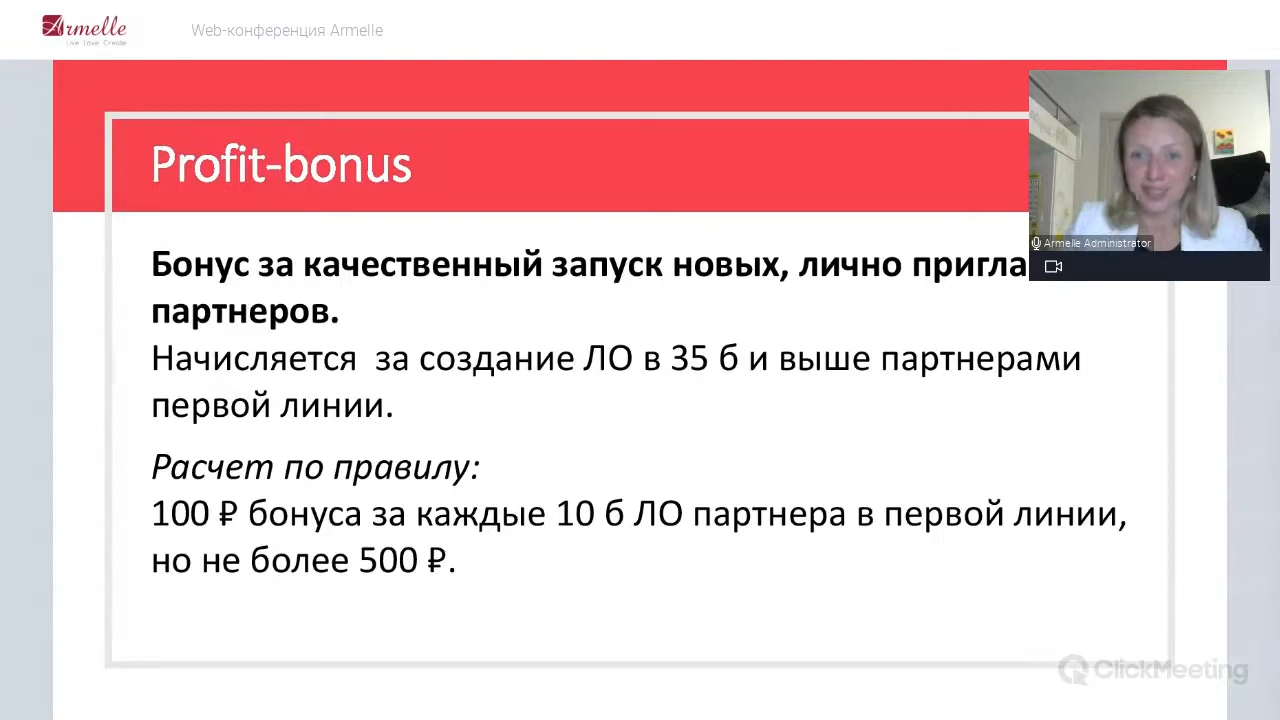 Armelle
Live Love Create
Web-конференция Armelle
Profit-bonus
Armelle Administrator
Бонус за качественный запуск новых, лично
партнеров.
Начисляется за создание ЛО в 35 б и выше партнерами
первой линии.
Расчет по правилу:
100 ₽ бонуса за каждые 10 б ЛО партнера в первой линии,
но не более 500 ₽.
ClickMeeting